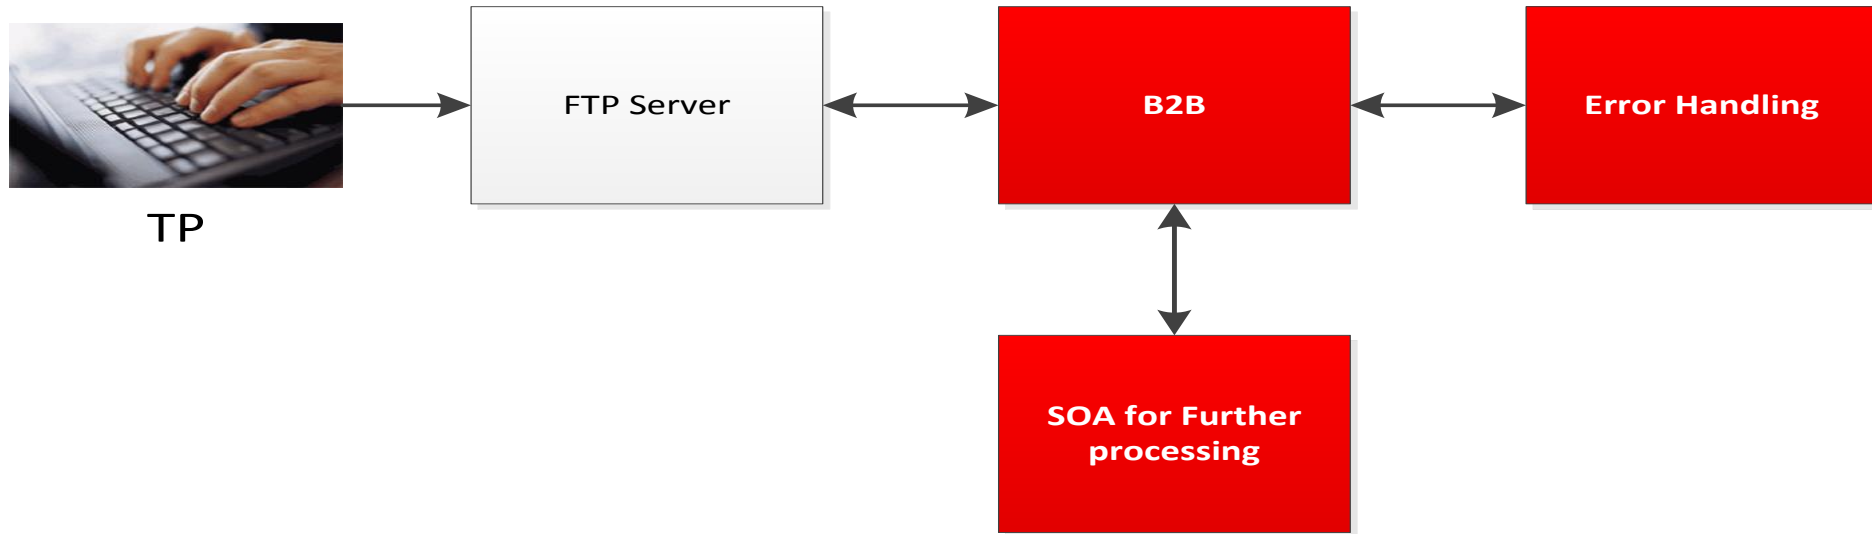 FTP Server
B2B
Error Handling
TP
SOA for Further
processing